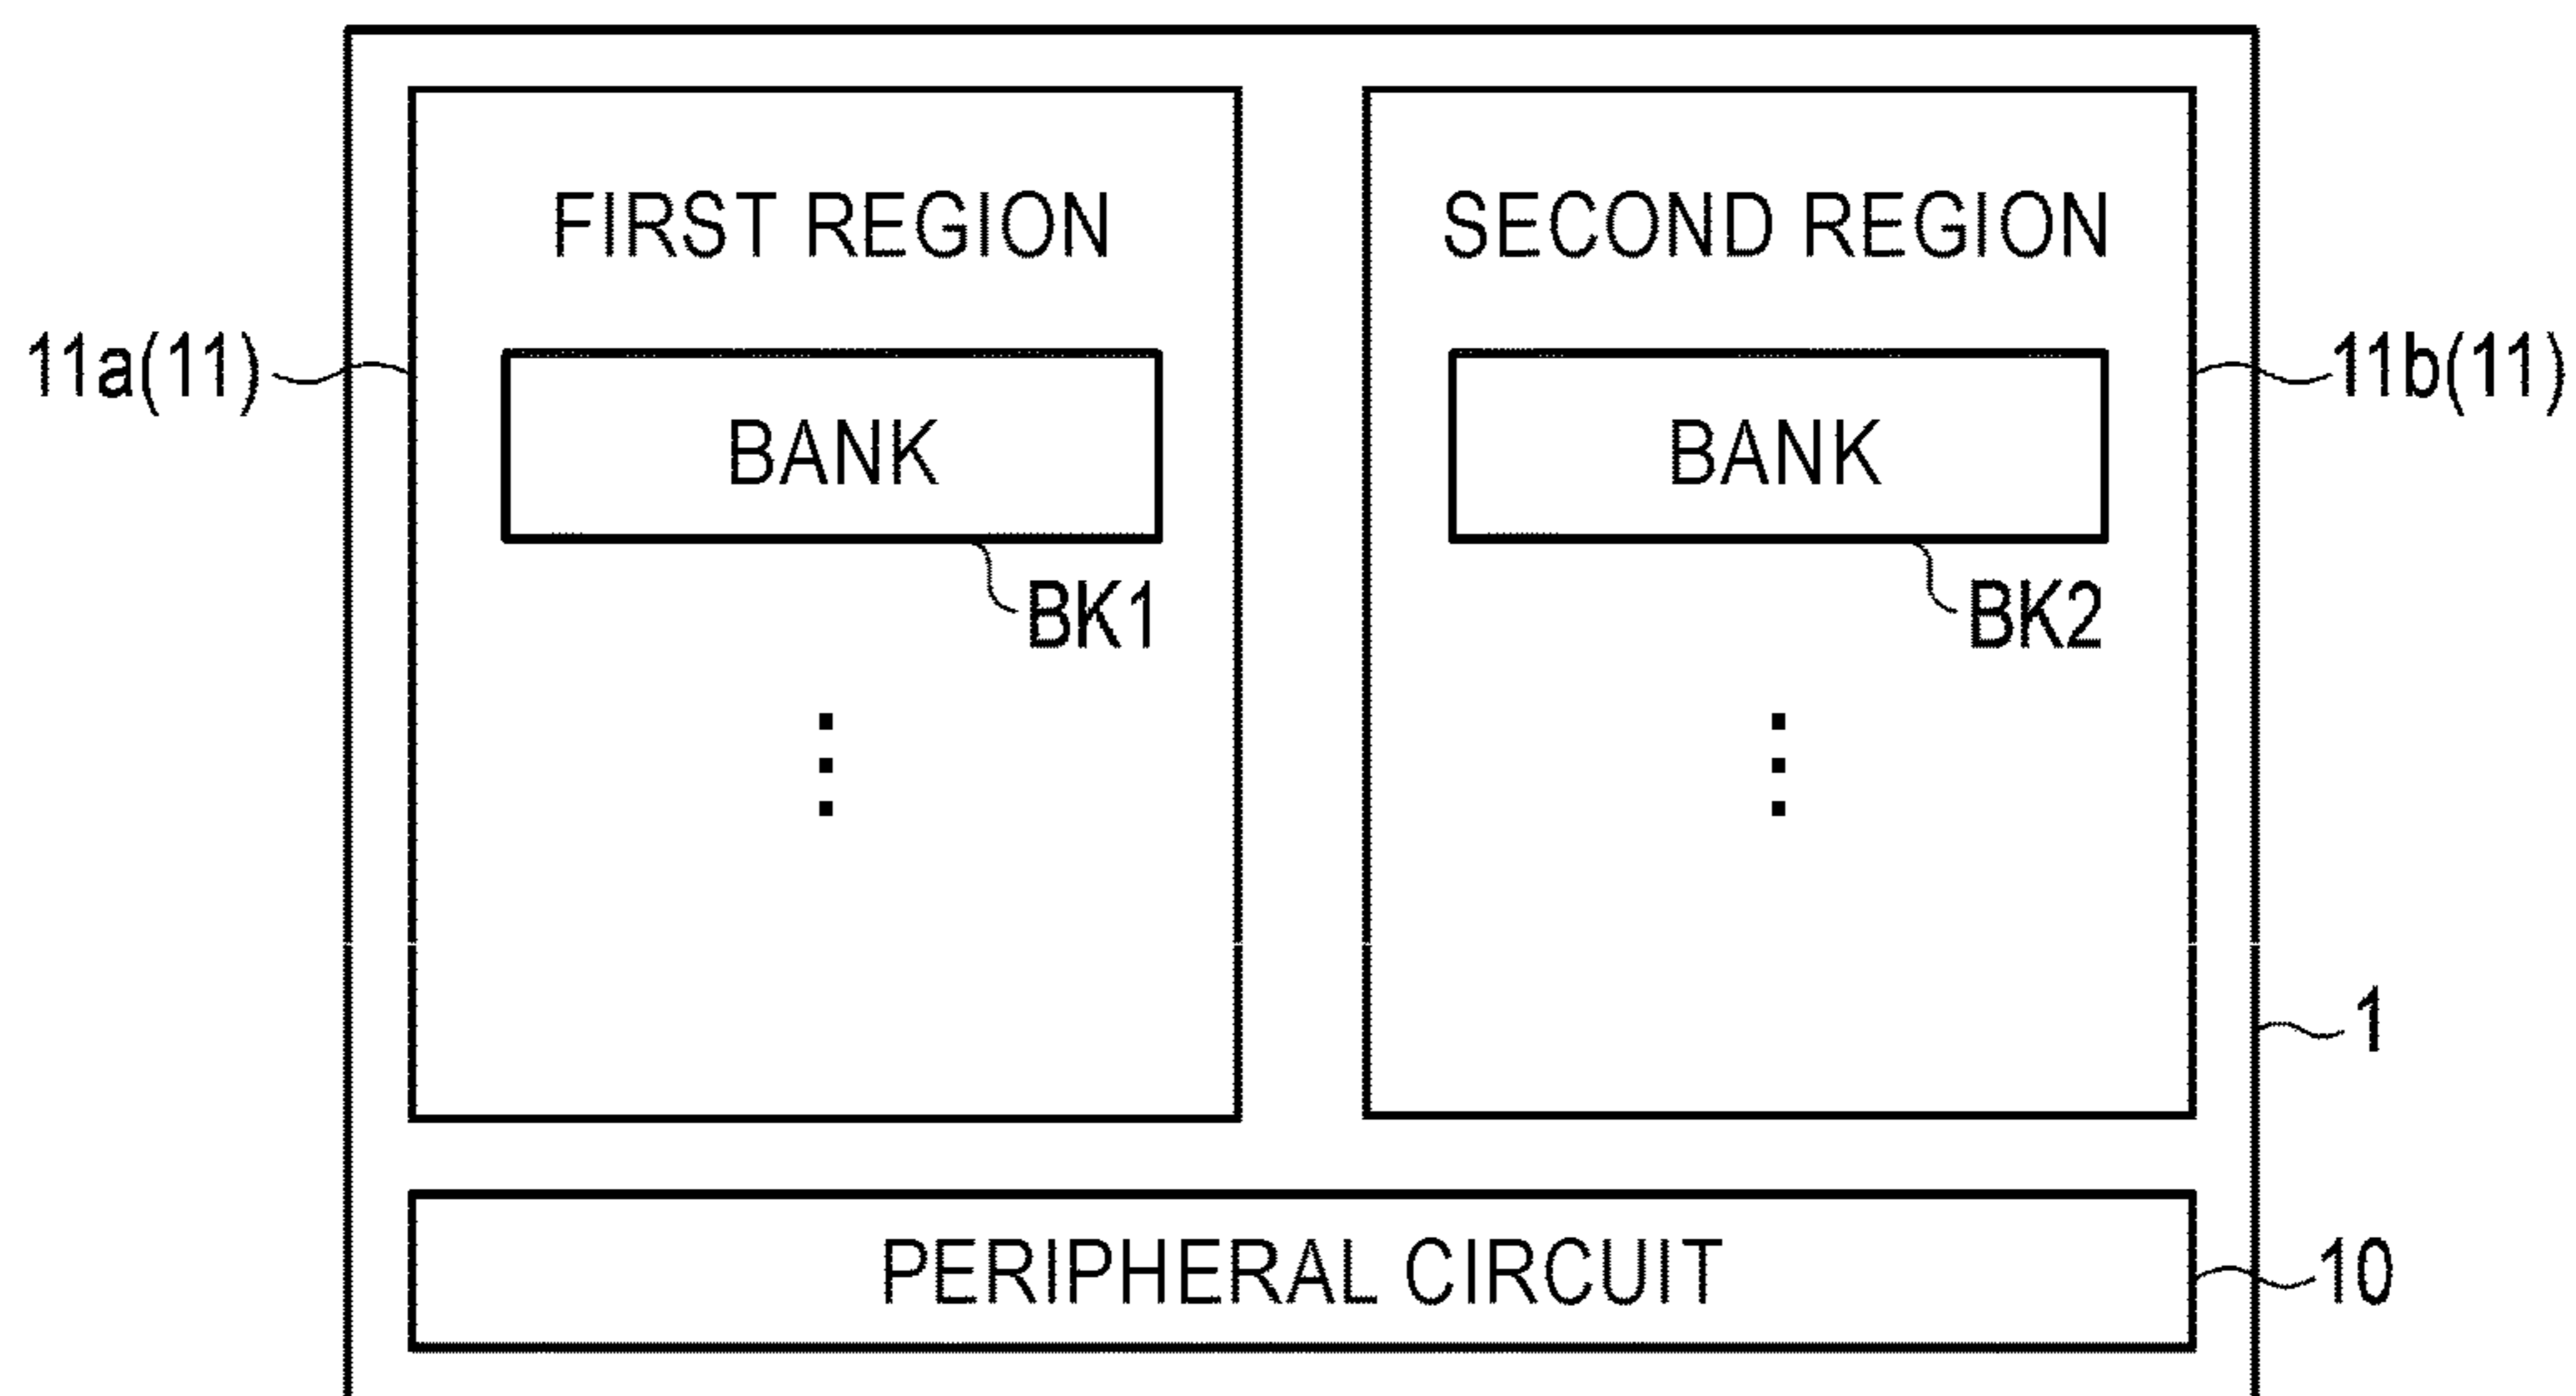 FIRST REGION
SECOND REGION
11a(11)
11b(11)
BANK
BANK
BK1
BK2
1
PERIPHERAL CIRCUIT
10